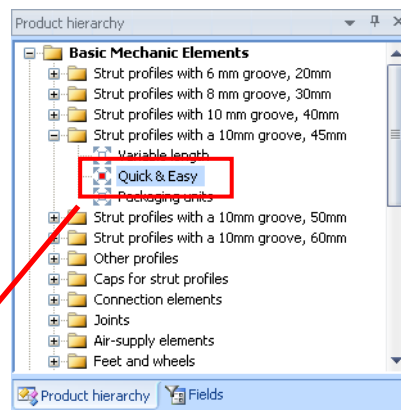 Product hierarchy
Basic Mechanic Elements
Strut profiles with 6 mm groove, 20mm
Strut profiles with 8 mm groove, 30mm
Strut profiles with 10 mm groove, 40mm
Strut profiles with a 10mm groove, 45mm
Variable length
Quick & Easy
Packaging units
Strut profiles with a 10mm groove, 50mm
Strut profiles with a 10mm groove, 60mm
Other profiles
Caps for strut profiles
Connection elements
Joints
Air-supply elements
Feet and wheels
Product hierarchy Fields